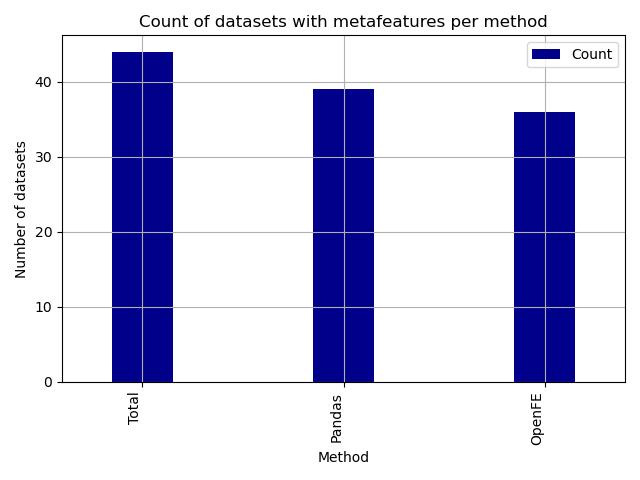 Count of datasets with metafeatures per method
Count
Number of datasets
40
30
20
10
0
Total
Pandas
OpenFE
Method